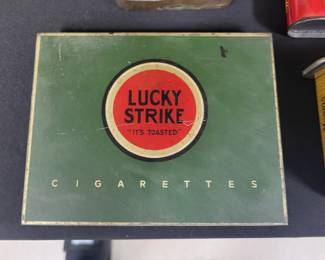 LUCKY
STRIKE
"IT'S TOASTED"
CIGARETTES